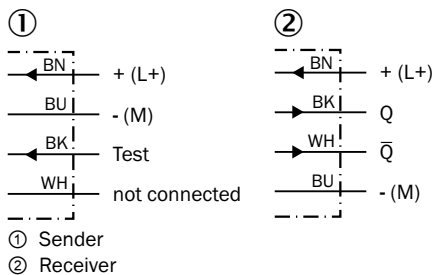 ①
BN + (L+)
BU - (M)
BK Test
WH not connected
②
BN + (L+)
BK Q
WH Q̅
BU - (M)
① Sender
② Receiver